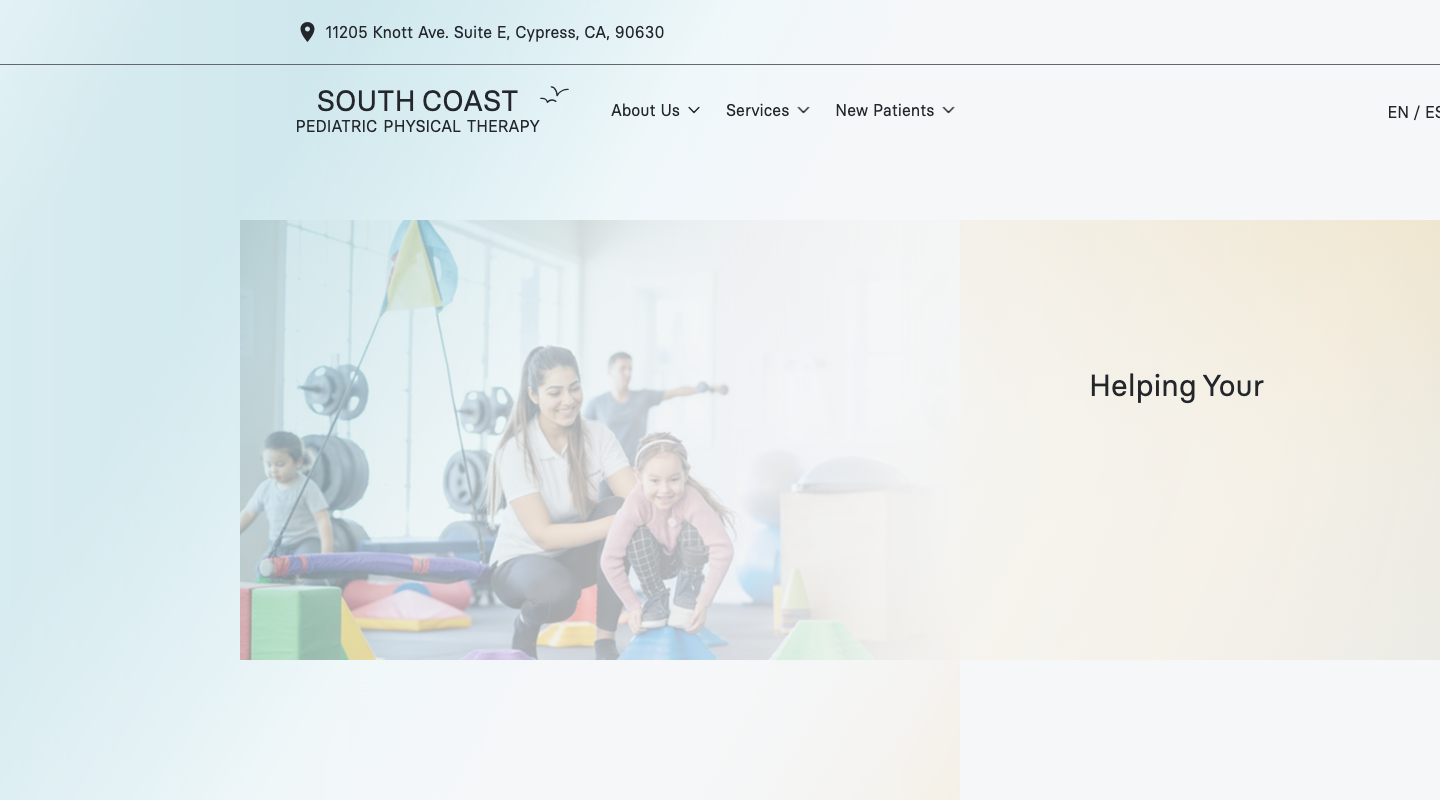 11205 Knott Ave. Suite E, Cypress, CA, 90630
SOUTH COAST
PEDIATRIC PHYSICAL THERAPY
About Us
Services
New Patients
EN / ES
Helping Your